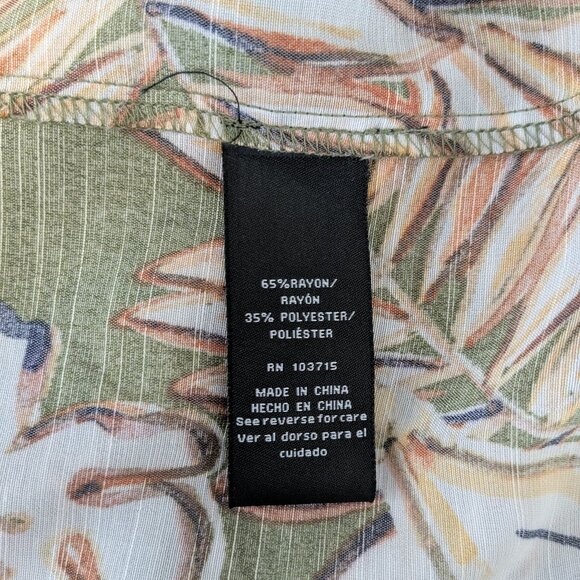 65%RAYON/
RAYÓN
35% POLYESTER/
POLIÉSTER
RN 103715
MADE IN CHINA
HECHO EN CHINA
See reverse for care
Ver al dorso para el
cuidado